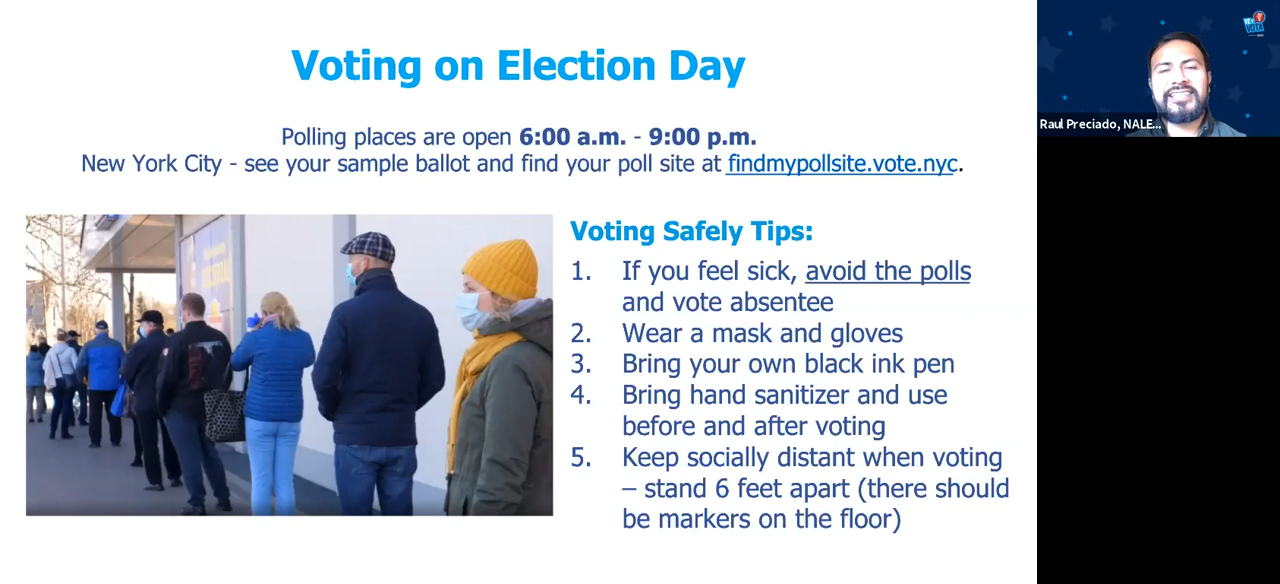 Voting on Election Day
Polling places are open 6:00 a.m. - 9:00 p.m.
New York City - see your sample ballot and find your poll site at findmypollsite.vote.nyc.
Voting Safely Tips:
1. If you feel sick, avoid the polls
and vote absentee
2. Wear a mask and gloves
3. Bring your own black ink pen
4. Bring hand sanitizer and use
before and after voting
5. Keep socially distant when voting
– stand 6 feet apart (there should
be markers on the floor)
VE Y
VOTA
Raul Preciado, NALE...